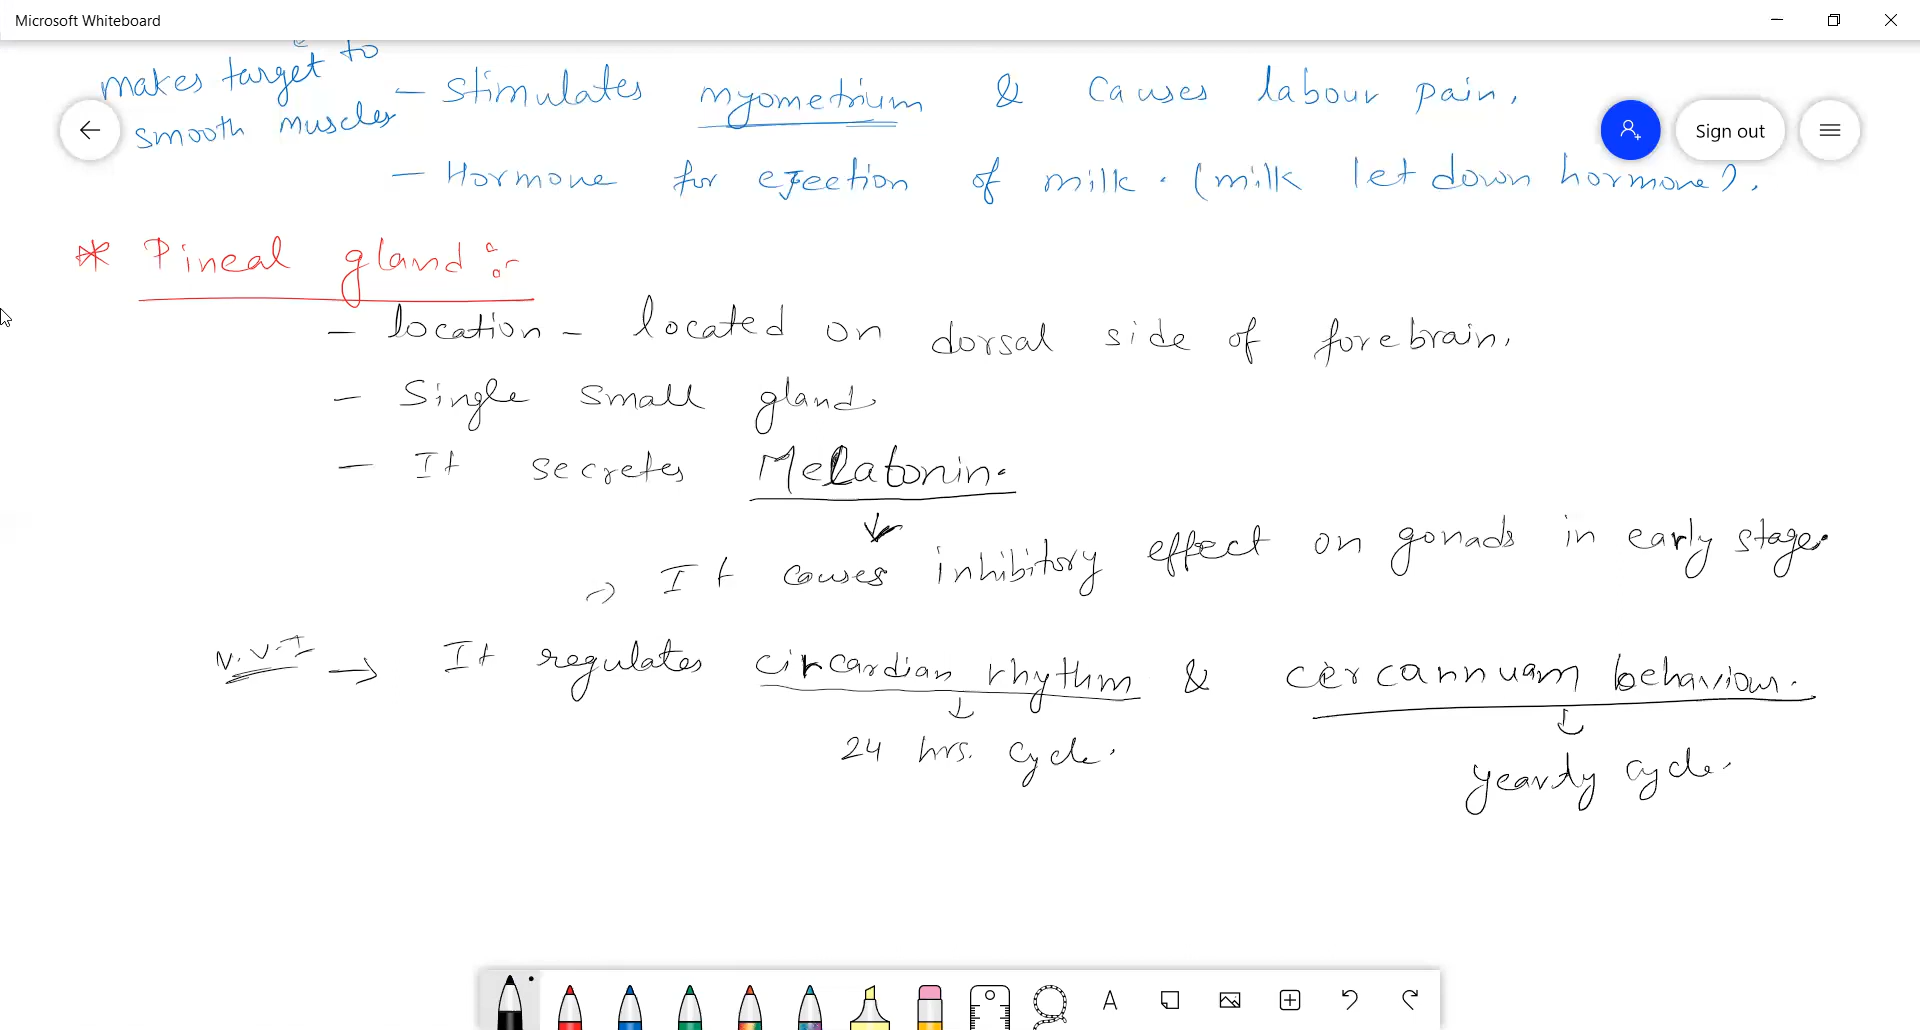 Microsoft Whiteboard
makes target to
smooth muscles
– Stimulates myometrium & causes labour pain.
– Hormone for ejection of milk. (milk let down hormone).
Sign out
* Pineal gland :-
– location – located on dorsal side of forebrain.
– Single small gland
– It secretes Melatonin.
↓
→ It causes inhibitory effect on gonads in early stage.
V.V.I → It regulates circardian rhythm & cercannuam behaviour.
↓ ↓
24 hrs. cycle.
yearly cycle.
A